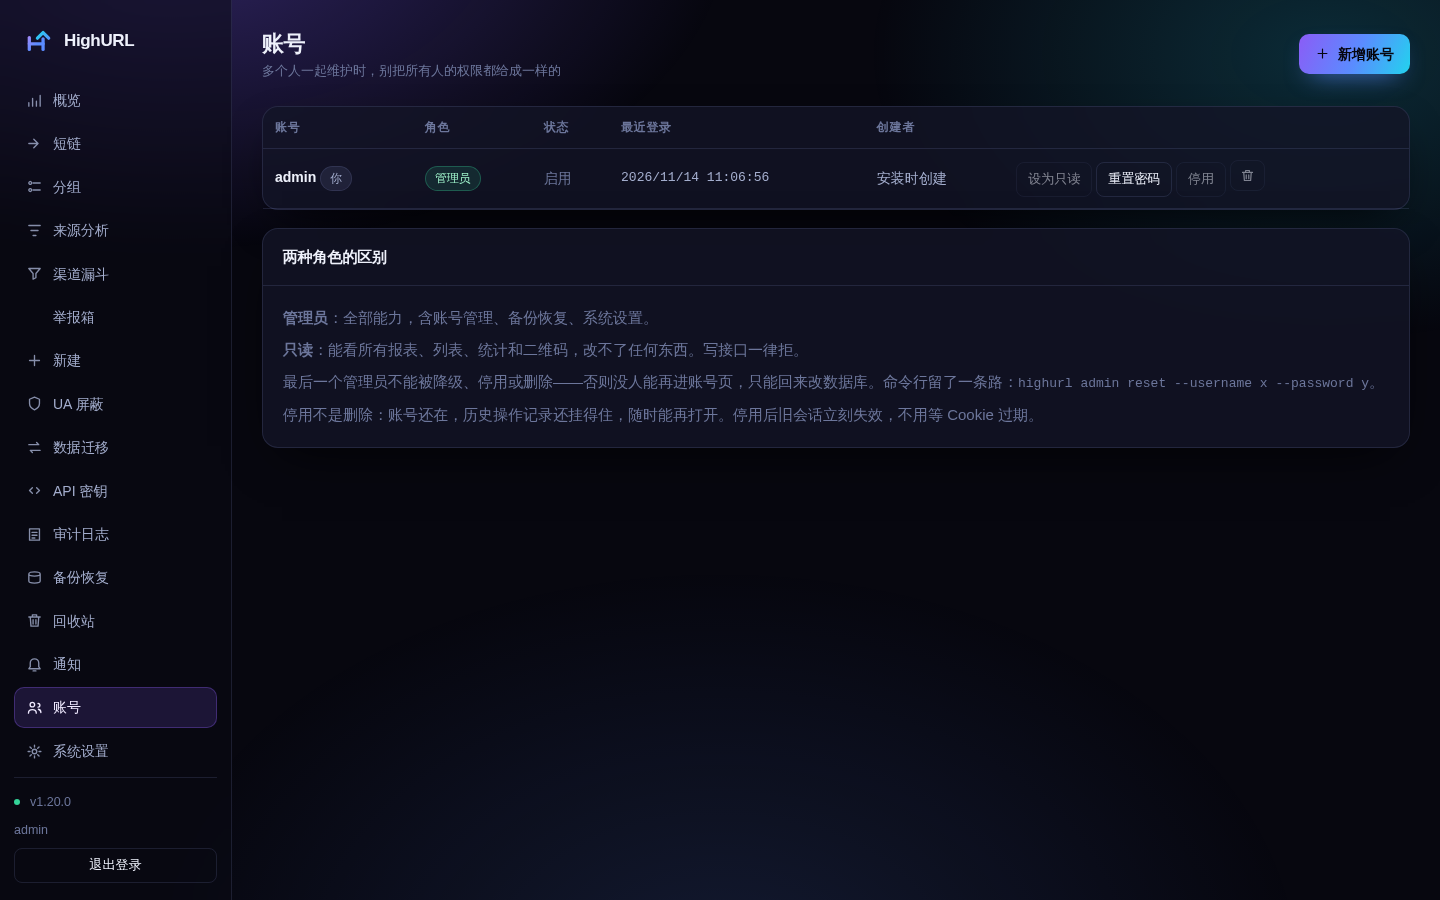 HighURL
概览
短链
分组
来源分析
渠道漏斗
举报箱
新建
UA 屏蔽
数据迁移
API 密钥
审计日志
备份恢复
回收站
通知
账号
系统设置
v1.20.0
admin
退出登录
账号
多个人一起维护时，别把所有人的权限都给成一样的
新增账号
账号 角色 状态 最近登录 创建者
admin 你 管理员 启用 2026/11/14 11:06:56 安装时创建 设为只读 重置密码 停用
两种角色的区别
管理员：全部能力，含账号管理、备份恢复、系统设置。
只读：能看所有报表、列表、统计和二维码，改不了任何东西。写接口一律拒。
最后一个管理员不能被降级、停用或删除——否则没人能再进账号页，只能回来改数据库。命令行留了一条路：highurl admin reset --username x --password y。
停用不是删除：账号还在，历史操作记录还挂得住，随时能再打开。停用后旧会话立刻失效，不用等 Cookie 过期。